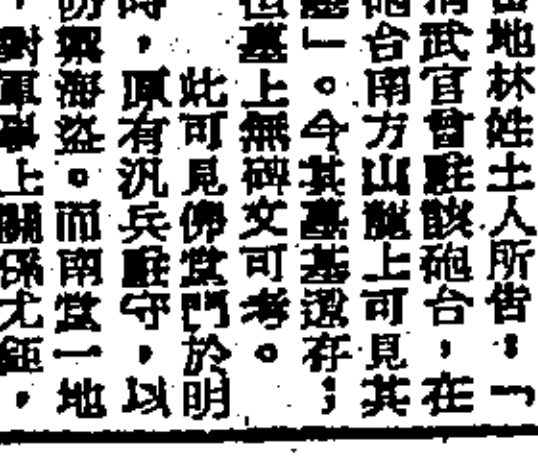 當地林姓土人所告：「
清武官曾駐該砲台，在
砲台南方山麓上可見其
墓」。今其墓基還存；
但墓上無碑文可考。
此可見佛堂門於明
時，原有汛兵駐守，以
防禦海盜。而南堂一地
，對軍事上關係尤鉅，